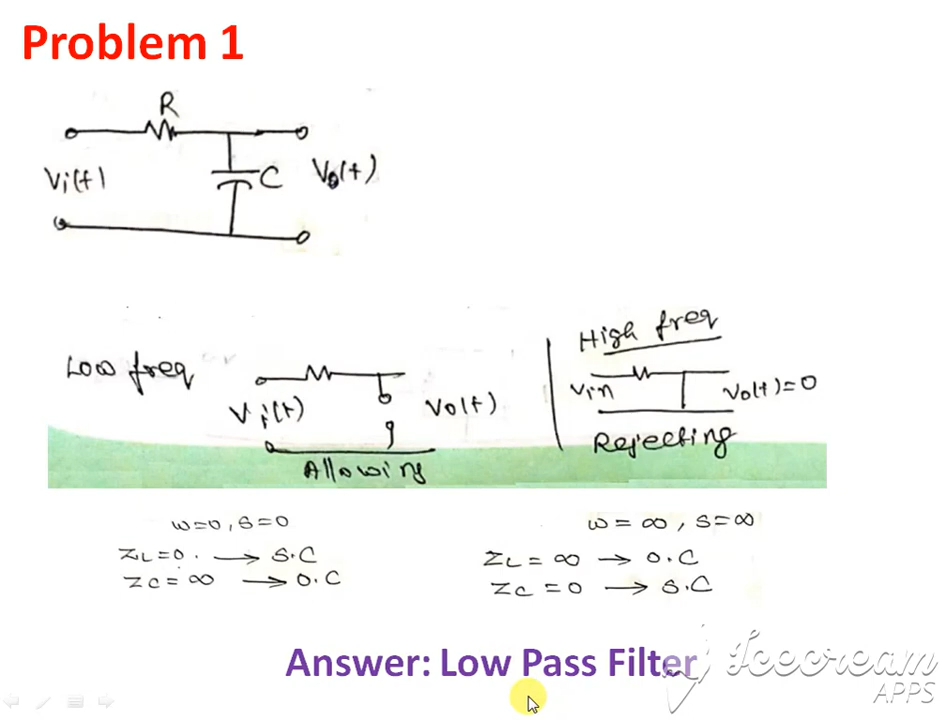 Problem 1
R
Vi(t)
C
Vo(t)
Low freq
Vi(t)
Vo(t)
Allowing
High freq
Vin
Vo(t)=0
Rejecting
w=0, s=0
ZL=0. → S.C
ZC=∞ → O.C
w=∞, s=∞
ZL=∞ → O.C
ZC=0 → S.C
Answer: Low Pass Filter
Icecream
APPS